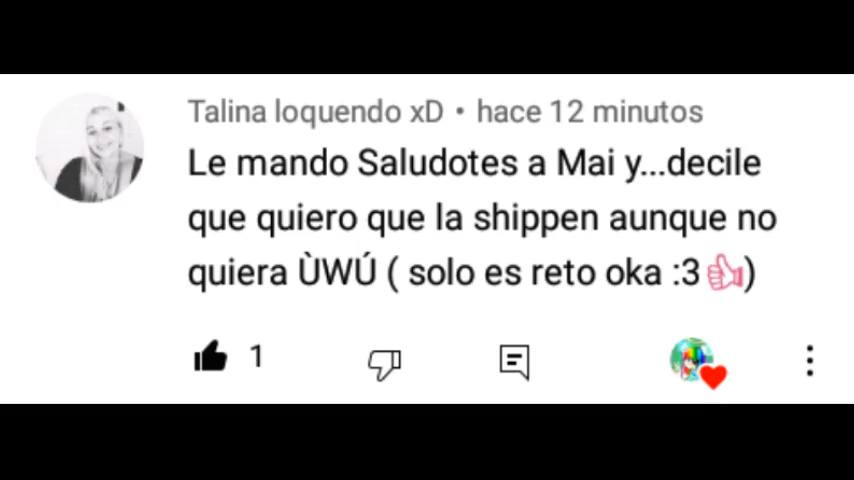 Talina loquendo xD • hace 12 minutos
Le mando Saludotes a Mai y...decile
que quiero que la shippen aunque no
quiera ÙWÚ ( solo es reto oka :3 👍)
1